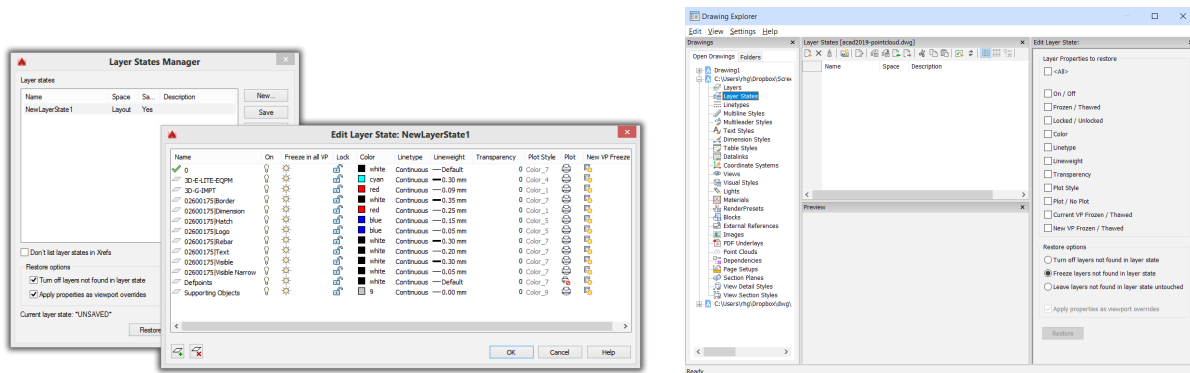 Layer States Manager
Layer states
Name Space Sa... Description
NewLayerState1 Layout Yes
New...
Save
Don't list layer states in Xrefs
Restore options
Turn off layers not found in layer state
Apply properties as viewport overrides
Current layer state: *UNSAVED*
Restore
Edit Layer State: NewLayerState1
Name On Freeze in all VP Lock Color Linetype Lineweight Transparency Plot Style Plot New VP Freeze
0 white Continuous Default 0 Color_7
3D-E-LITE-EQPM cyan Continuous 0.30 mm 0 Color_4
3D-G-IMPT red Continuous 0.09 mm 0 Color_1
02600175|Border white Continuous 0.35 mm 0 Color_7
02600175|Dimension red Continuous 0.25 mm 0 Color_1
02600175|Hatch blue Continuous 0.15 mm 0 Color_5
02600175|Logo blue Continuous 0.05 mm 0 Color_5
02600175|Rebar white Continuous 0.30 mm 0 Color_7
02600175|Text white Continuous 0.20 mm 0 Color_7
02600175|Visible white Continuous 0.30 mm 0 Color_7
02600175|Visible Narrow white Continuous 0.05 mm 0 Color_7
Defpoints white Continuous Default 0 Color_7
Supporting Objects 9 Continuous 0.00 mm 0 Color_9
OK Cancel Help
Drawing Explorer
Edit View Settings Help
Drawings
Open Drawings Folders
Drawing1
C:\Users\rhg\Dropbox\Scree
Layers
Layer States
Linetypes
Multiline Styles
Multileader Styles
Text Styles
Dimension Styles
Table Styles
Datalinks
Coordinate Systems
Views
Visual Styles
Lights
Materials
RenderPresets
Blocks
External References
Images
PDF Underlays
Point Clouds
Dependencies
Page Setups
Section Planes
View Detail Styles
View Section Styles
C:\Users\rhg\Dropbox\dwg\
Layer States [acad2019-pointcloud.dwg]
Name Space Description
Preview
Edit Layer State:
Layer Properties to restore
<All>
On / Off
Frozen / Thawed
Locked / Unlocked
Color
Linetype
Lineweight
Transparency
Plot Style
Plot / No Plot
Current VP Frozen / Thawed
New VP Frozen / Thawed
Restore options
Turn off layers not found in layer state
Freeze layers not found in layer state
Leave layers not found in layer state untouched
Apply properties as viewport overrides
Restore
Ready